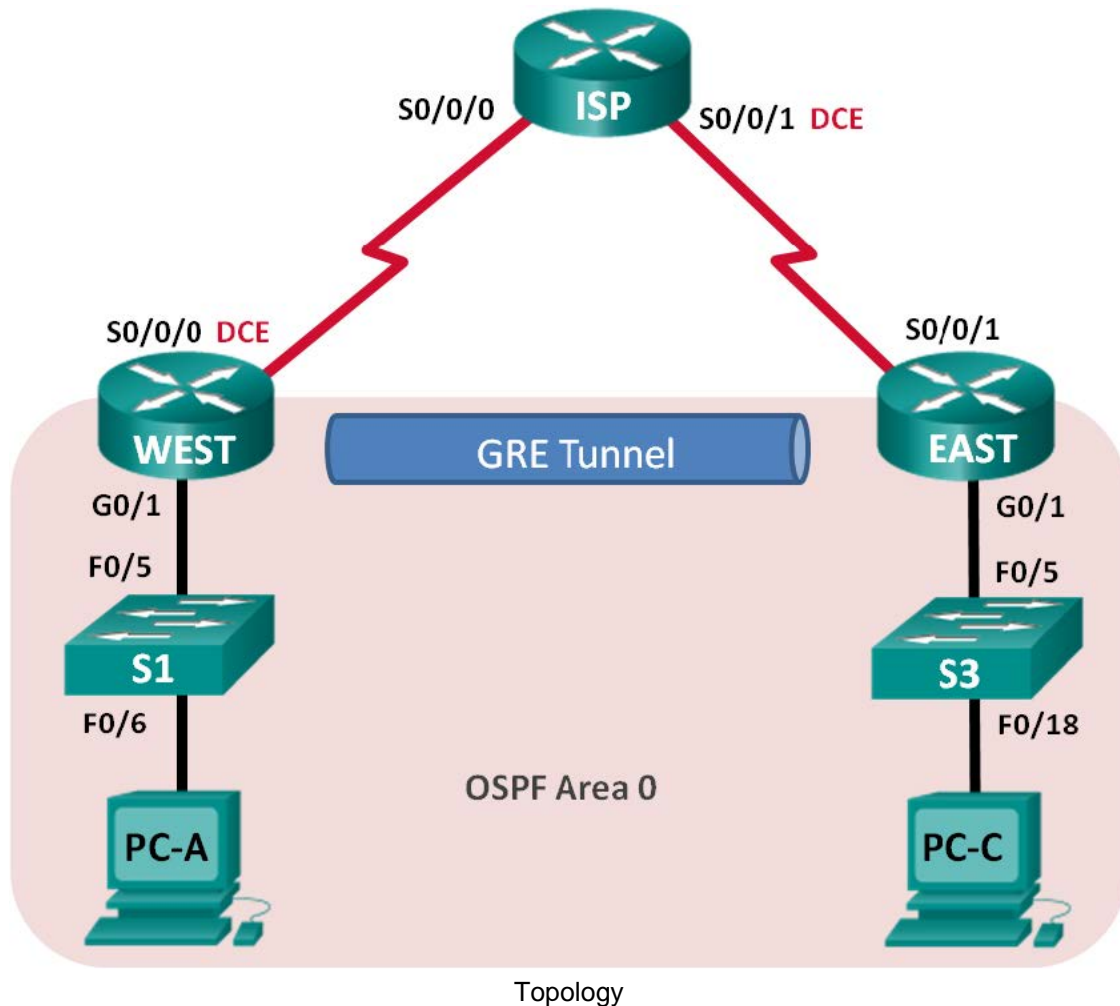 ISP
S0/0/0
S0/0/1 DCE
S0/0/0 DCE
S0/0/1
WEST
GRE Tunnel
EAST
G0/1
G0/1
F0/5
F0/5
S1
S3
F0/6
F0/18
OSPF Area 0
PC-A
PC-C
Topology